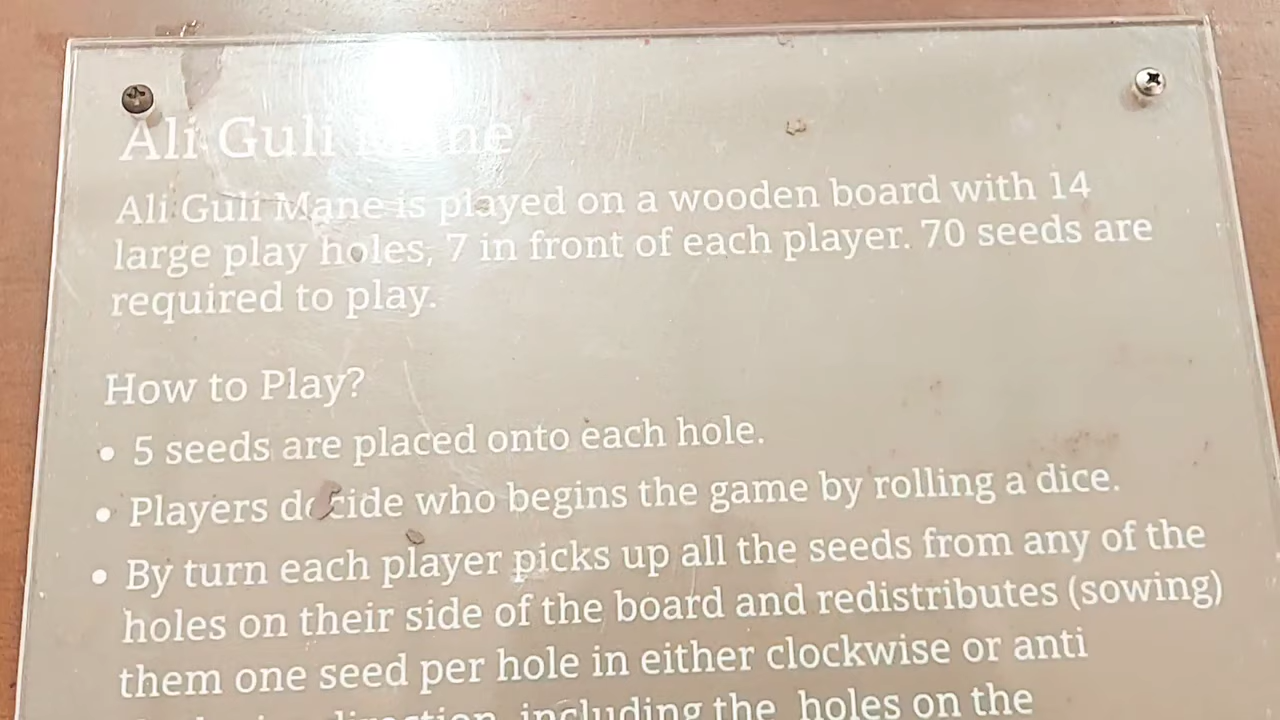 Ali Guli Mane
Ali Guli Mane is played on a wooden board with 14
large play holes, 7 in front of each player. 70 seeds are
required to play.
How to Play?
• 5 seeds are placed onto each hole.
• Players decide who begins the game by rolling a dice.
• By turn each player picks up all the seeds from any of the
holes on their side of the board and redistributes (sowing)
them one seed per hole in either clockwise or anti
direction, including the holes on the